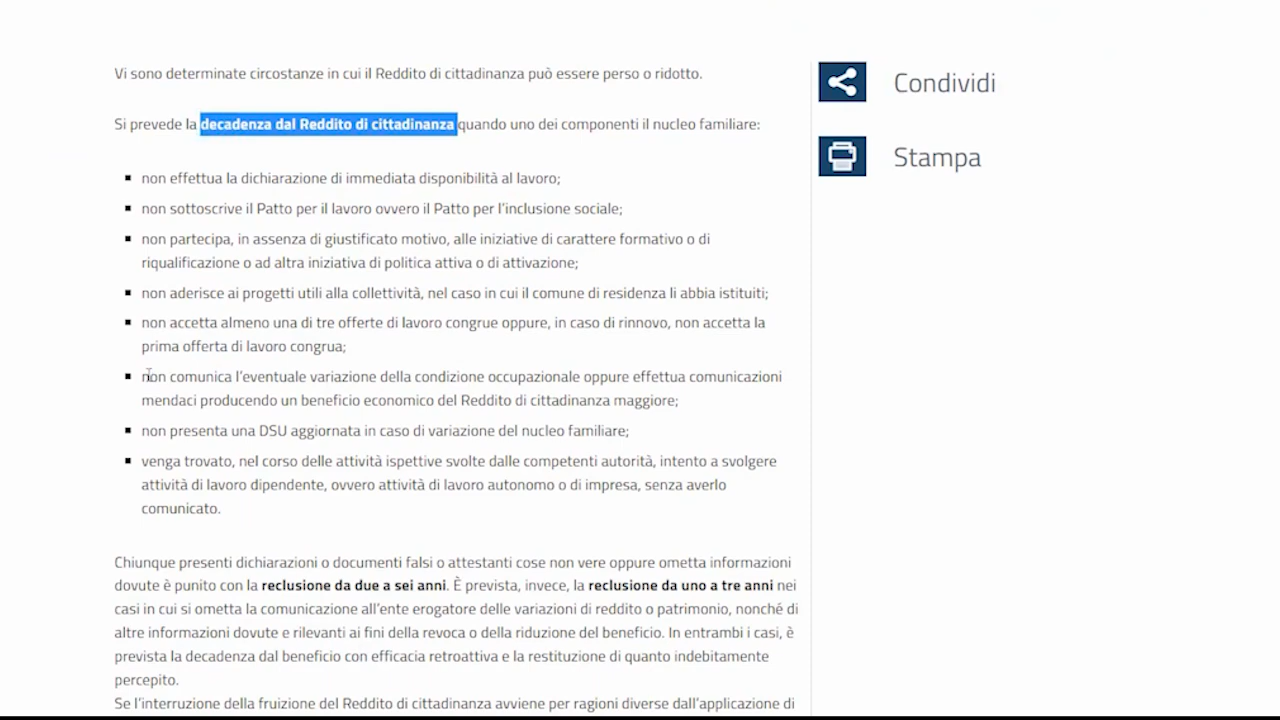 Vi sono determinate circostanze in cui il Reddito di cittadinanza può essere perso o ridotto.
Si prevede la decadenza dal Reddito di cittadinanza quando uno dei componenti il nucleo familiare:
non effettua la dichiarazione di immediata disponibilità al lavoro;
non sottoscrive il Patto per il lavoro ovvero il Patto per l'inclusione sociale;
non partecipa, in assenza di giustificato motivo, alle iniziative di carattere formativo o di
riqualificazione o ad altra iniziativa di politica attiva o di attivazione;
non aderisce ai progetti utili alla collettività, nel caso in cui il comune di residenza li abbia istituiti;
non accetta almeno una di tre offerte di lavoro congrue oppure, in caso di rinnovo, non accetta la
prima offerta di lavoro congrua;
non comunica l'eventuale variazione della condizione occupazionale oppure effettua comunicazioni
mendaci producendo un beneficio economico del Reddito di cittadinanza maggiore;
non presenta una DSU aggiornata in caso di variazione del nucleo familiare;
venga trovato, nel corso delle attività ispettive svolte dalle competenti autorità, intento a svolgere
attività di lavoro dipendente, ovvero attività di lavoro autonomo o di impresa, senza averlo
comunicato.
Chiunque presenti dichiarazioni o documenti falsi o attestanti cose non vere oppure ometta informazioni
dovute è punito con la reclusione da due a sei anni. È prevista, invece, la reclusione da uno a tre anni nei
casi in cui si ometta la comunicazione all'ente erogatore delle variazioni di reddito o patrimonio, nonché di
altre informazioni dovute e rilevanti ai fini della revoca o della riduzione del beneficio. In entrambi i casi, è
prevista la decadenza dal beneficio con efficacia retroattiva e la restituzione di quanto indebitamente
percepito.
Se l'interruzione della fruizione del Reddito di cittadinanza avviene per ragioni diverse dall'applicazione di
Condividi
Stampa